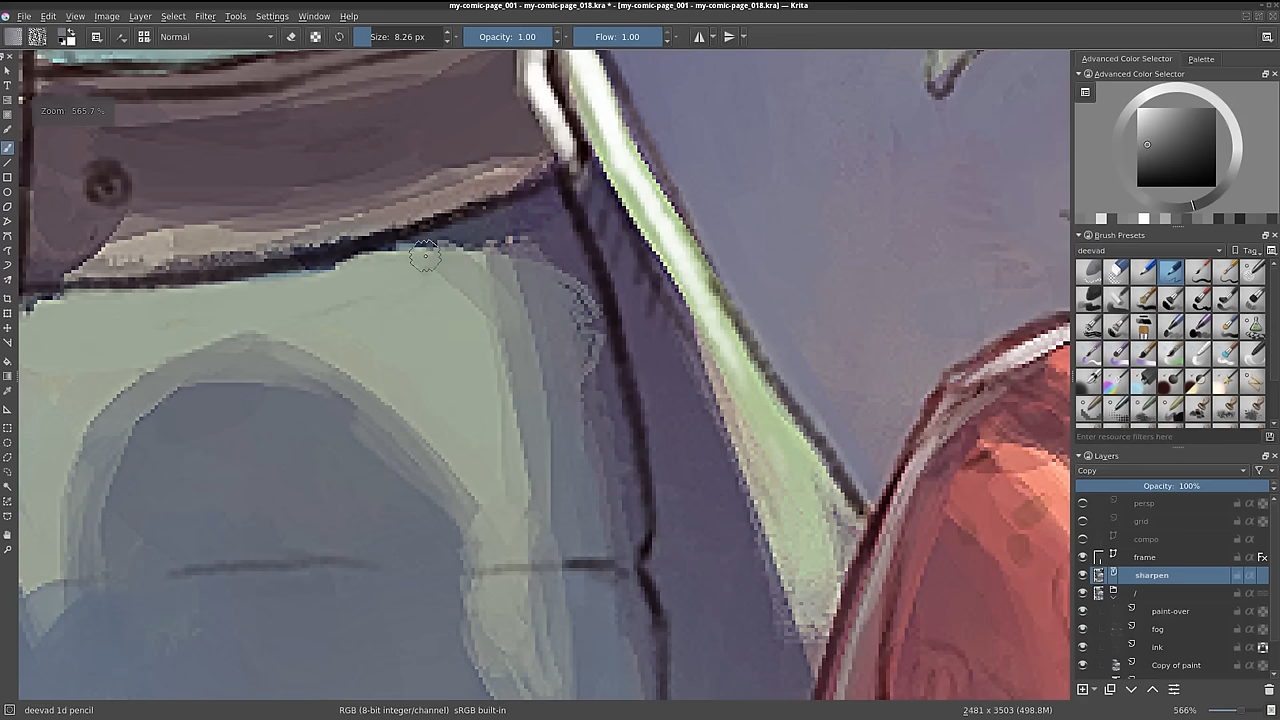 my-comic-page_001 - my-comic-page_018.kra * - [my-comic-page_001 - my-comic-page_018.kra] — Krita
File Edit View Image Layer Select Filter Tools Settings Window Help
Normal Size: 8.26 px Opacity: 1.00 Flow: 1.00
Advanced Color Selector Palette
Advanced Color Selector
Zoom 565.7 %
Brush Presets
deevad Tag
Enter resource filters here
Layers
Copy
Opacity: 100%
persp
grid
compo
frame
sharpen
/
paint-over
fog
ink
Copy of paint
deevad 1d pencil RGB (8-bit integer/channel) sRGB built-in 2481 x 3503 (498.8M) 566%